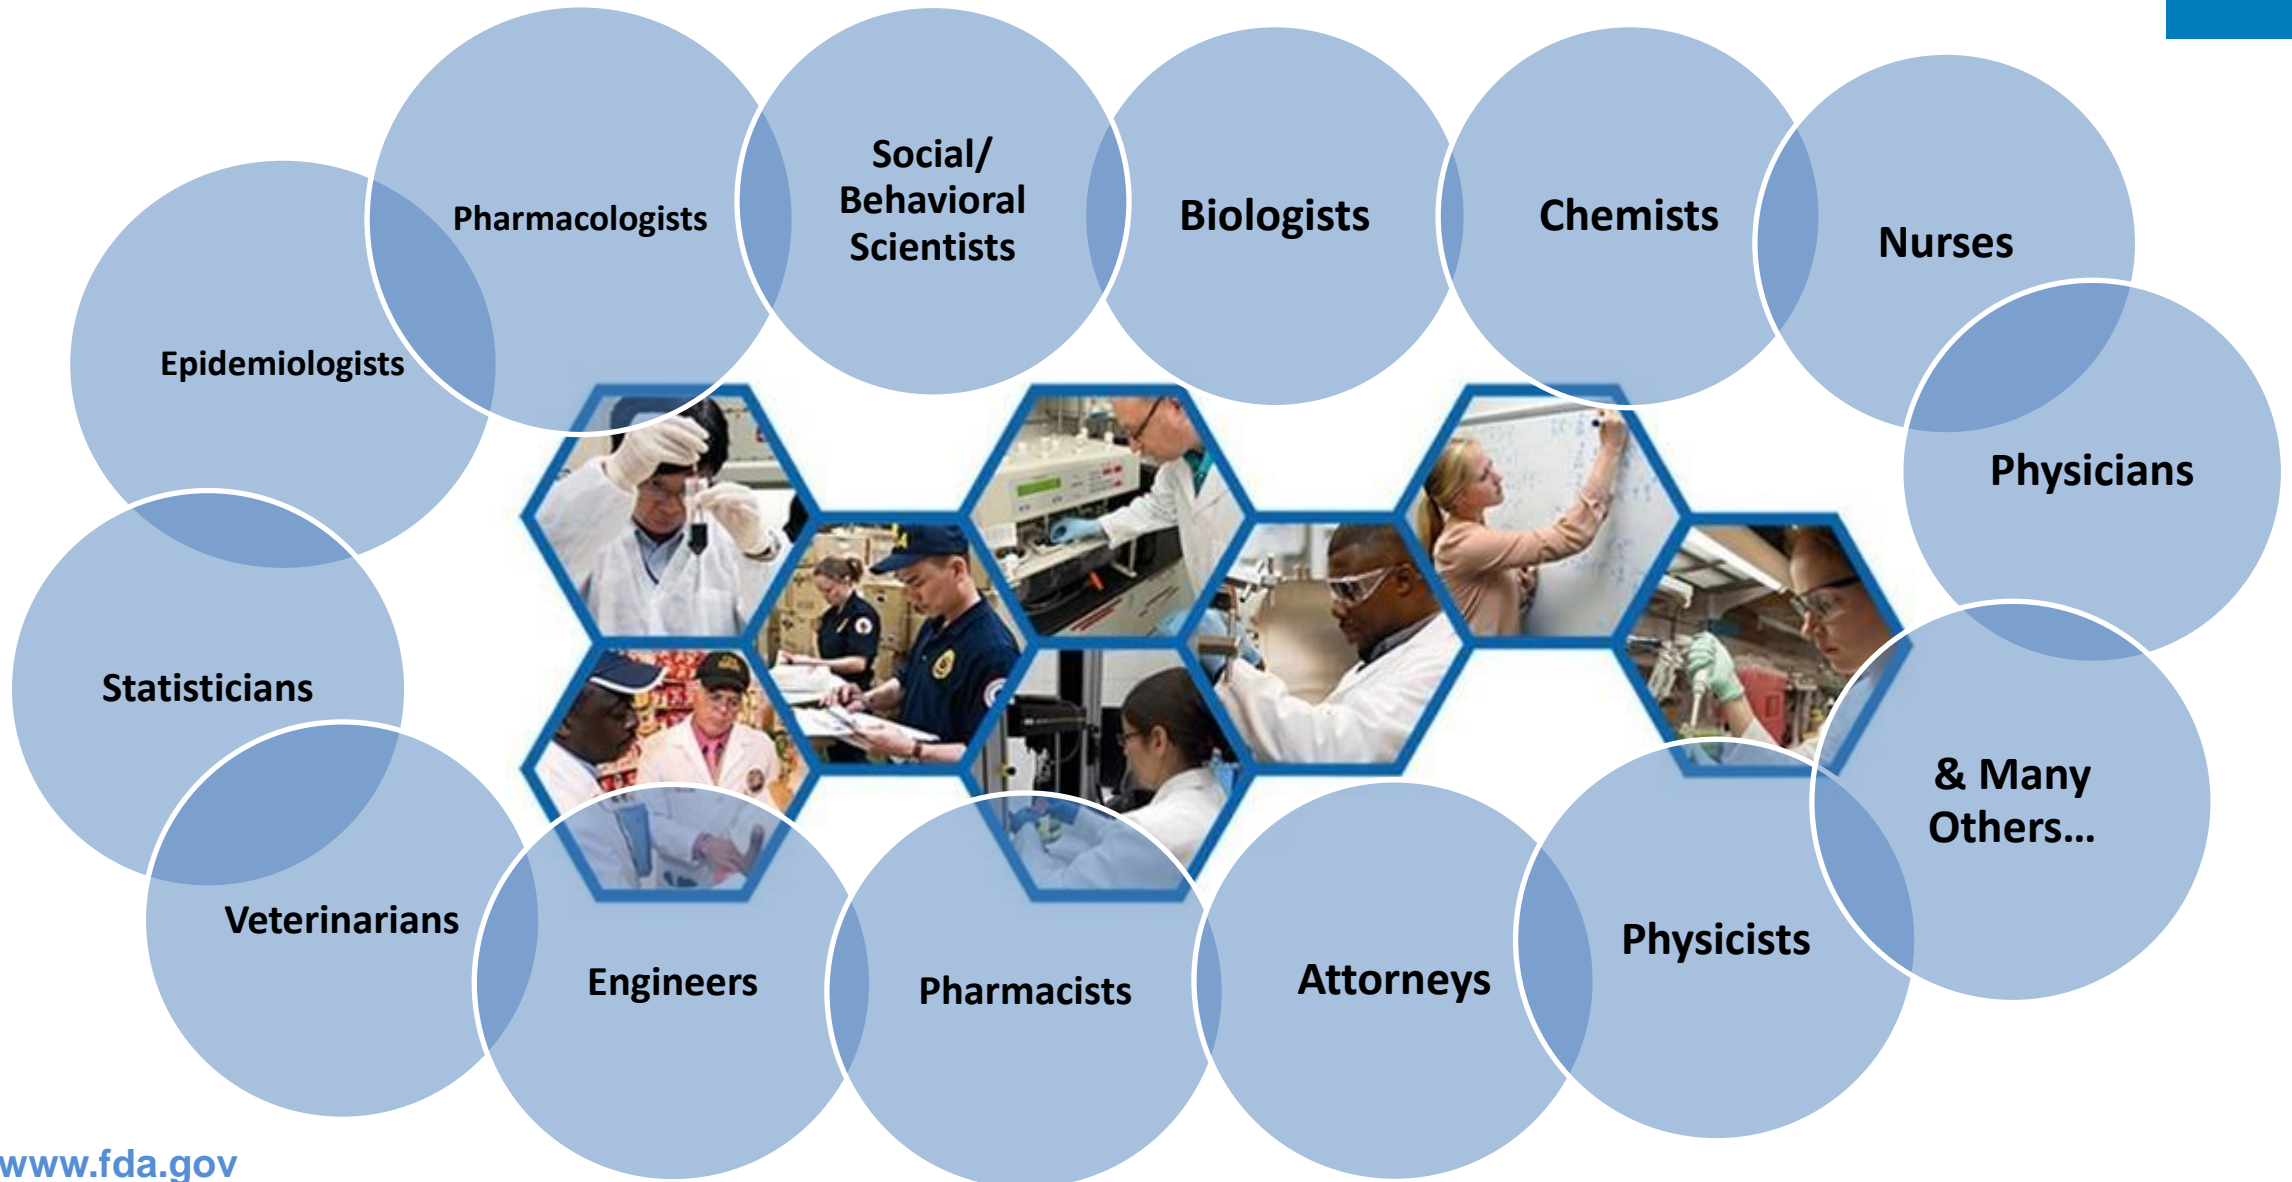 Social/
Behavioral
Scientists
Pharmacologists
Biologists
Chemists
Nurses
Epidemiologists
Physicians
Statisticians
& Many
Others...
Veterinarians
Engineers
Pharmacists
Attorneys
Physicists
www.fda.gov